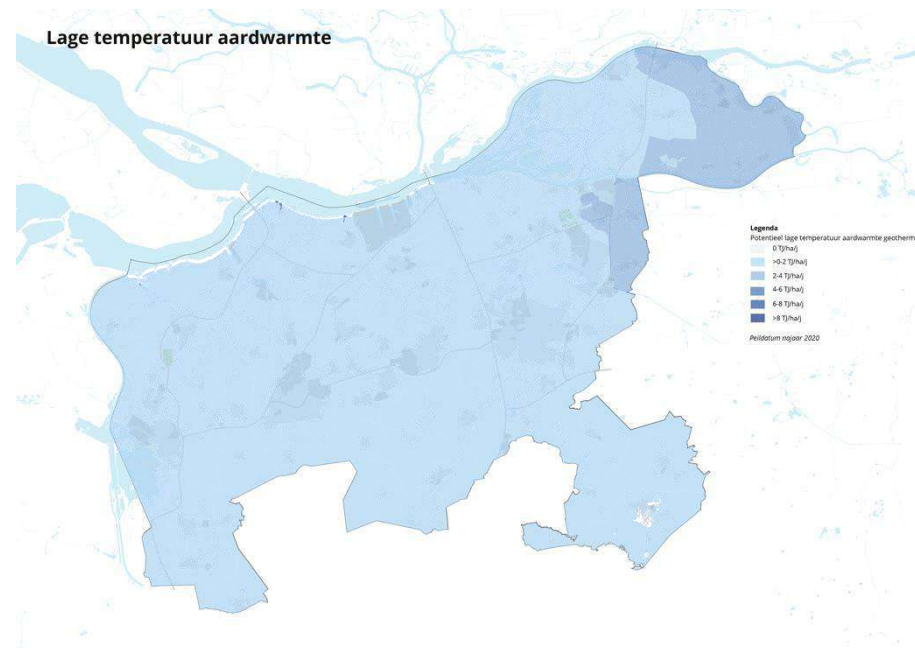 Lage temperatuur aardwarmte
Legenda
Potentieel lage temperatuur aardwarmte geotherm
0 TJ/ha/j
>0-2 TJ/ha/j
2-4 TJ/ha/j
4-6 TJ/ha/j
6-8 TJ/ha/j
>8 TJ/ha/j
Peildatum najaar 2020